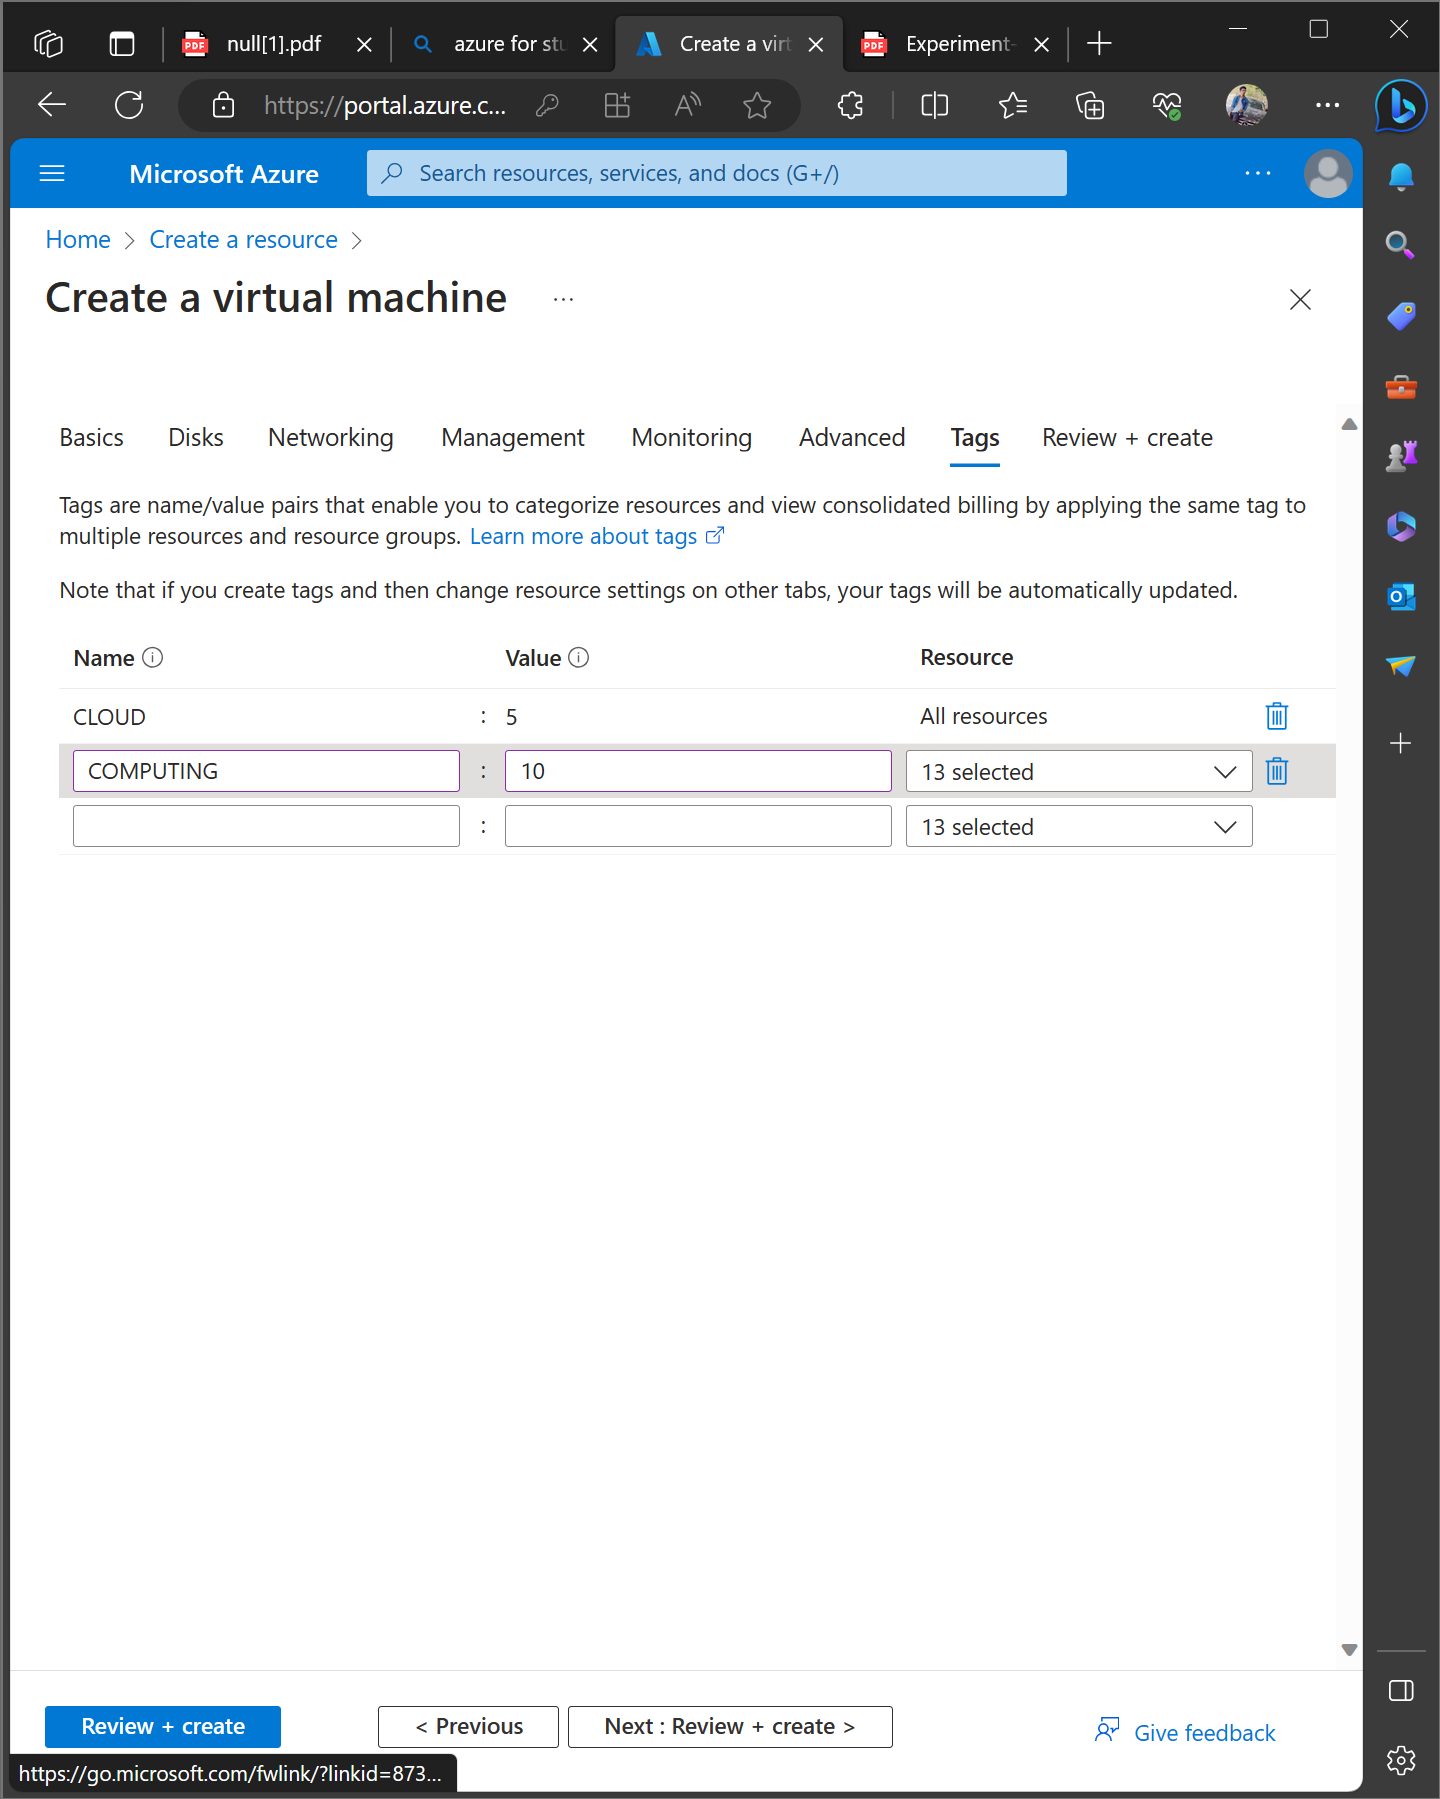 null[1].pdf
azure for stu
Create a virt
Experiment-
https://portal.azure.c...
Microsoft Azure
Search resources, services, and docs (G+/)
Home > Create a resource >
Create a virtual machine ...
Basics Disks Networking Management Monitoring Advanced Tags Review + create
Tags are name/value pairs that enable you to categorize resources and view consolidated billing by applying the same tag to
multiple resources and resource groups. Learn more about tags
Note that if you create tags and then change resource settings on other tabs, your tags will be automatically updated.
Name Value Resource
CLOUD : 5 All resources
COMPUTING : 10 13 selected
: 13 selected
Review + create < Previous Next : Review + create > Give feedback
https://go.microsoft.com/fwlink/?linkid=873...